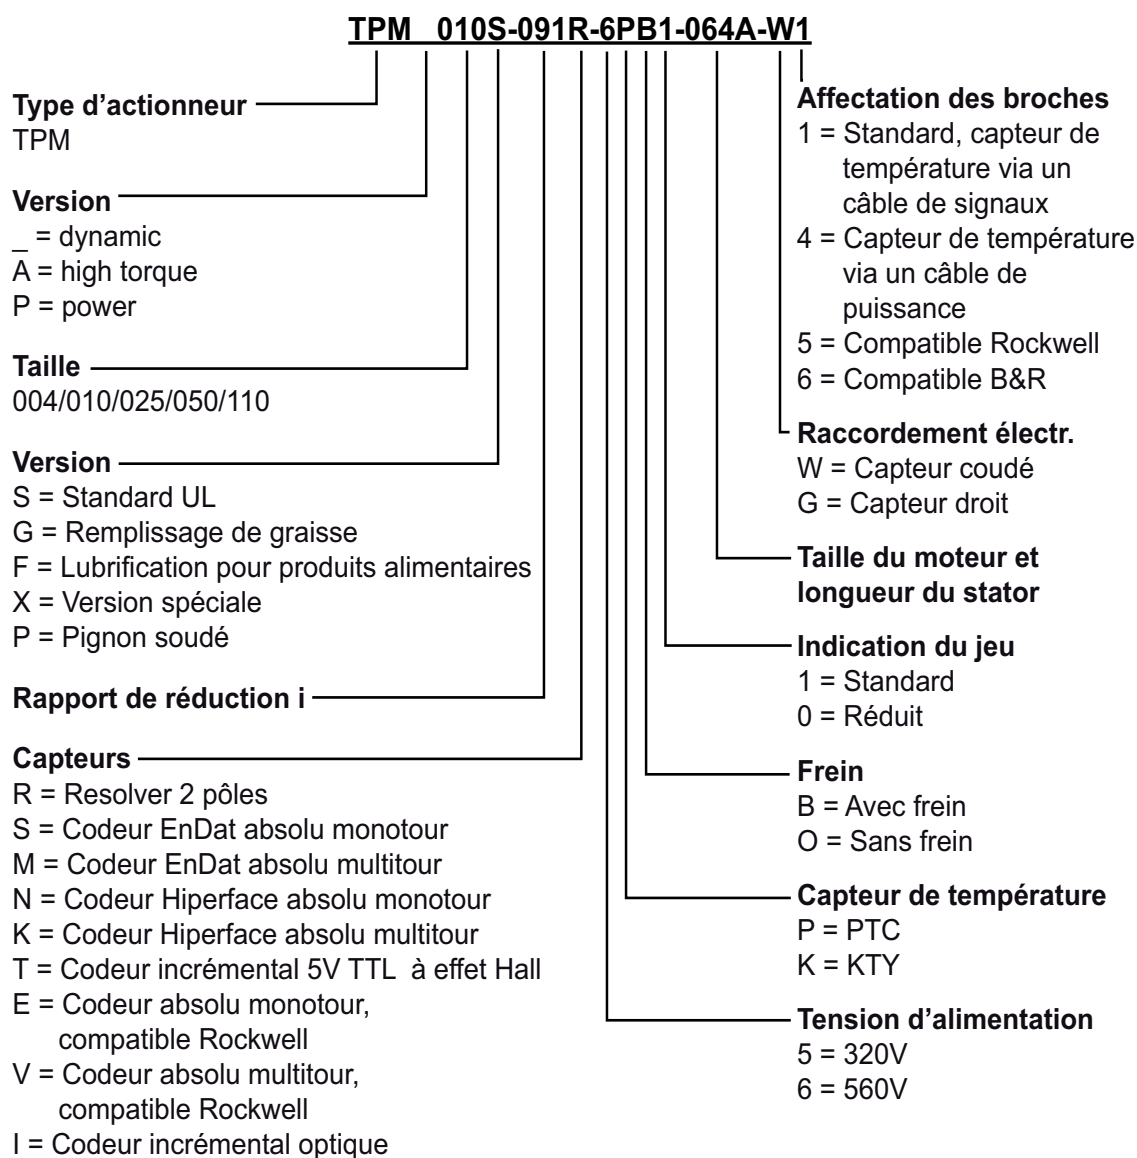 TPM_010S-091R-6PB1-064A-W1
Type d’actionneur
TPM
Version
_ = dynamic
A = high torque
P = power
Taille
004/010/025/050/110
Version
S = Standard UL
G = Remplissage de graisse
F = Lubrification pour produits alimentaires
X = Version spéciale
P = Pignon soudé
Rapport de réduction i
Capteurs
R = Resolver 2 pôles
S = Codeur EnDat absolu monotour
M = Codeur EnDat absolu multitour
N = Codeur Hiperface absolu monotour
K = Codeur Hiperface absolu multitour
T = Codeur incrémental 5V TTL à effet Hall
E = Codeur absolu monotour,
compatible Rockwell
V = Codeur absolu multitour,
compatible Rockwell
I = Codeur incrémental optique
Affectation des broches
1 = Standard, capteur de
température via un
câble de signaux
4 = Capteur de température
via un câble de
puissance
5 = Compatible Rockwell
6 = Compatible B&R
Raccordement électr.
W = Capteur coudé
G = Capteur droit
Taille du moteur et
longueur du stator
Indication du jeu
1 = Standard
0 = Réduit
Frein
B = Avec frein
O = Sans frein
Capteur de température
P = PTC
K = KTY
Tension d’alimentation
5 = 320V
6 = 560V